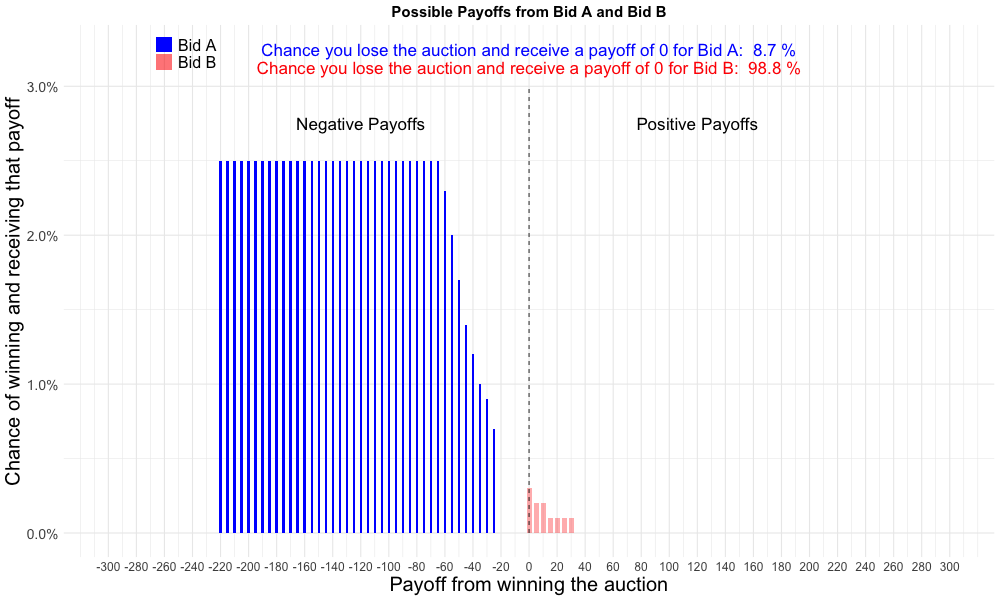 Possible Payoffs from Bid A and Bid B
Bid A
Bid B
Chance you lose the auction and receive a payoff of 0 for Bid A:  8.7 %
Chance you lose the auction and receive a payoff of 0 for Bid B:  98.8 %
Negative Payoffs
Positive Payoffs
Chance of winning and receiving that payoff
3.0%
2.0%
1.0%
0.0%
-300 -280 -260 -240 -220 -200 -180 -160 -140 -120 -100 -80 -60 -40 -20 0 20 40 60 80 100 120 140 160 180 200 220 240 260 280 300
Payoff from winning the auction